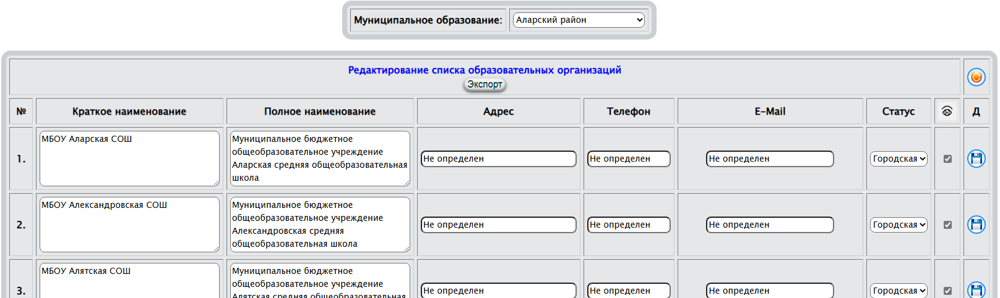 Муниципальное образование: Аларский район
Редактирование списка образовательных организаций
Экспорт
№ Краткое наименование Полное наименование Адрес Телефон E-Mail Статус Д
1. МБОУ Аларская СОШ Муниципальное бюджетное
общеобразовательное учреждение
Аларская средняя общеобразовательная
школа
Не определен Не определен Не определен Городская
2. МБОУ Александровская СОШ Муниципальное бюджетное
общеобразовательное учреждение
Александровская средняя
общеобразовательная школа
Не определен Не определен Не определен Городская
3. МБОУ Алятская СОШ Муниципальное бюджетное
общеобразовательное учреждение
Алятская средняя общеобразовательная
Не определен Не определен Не определен Городская